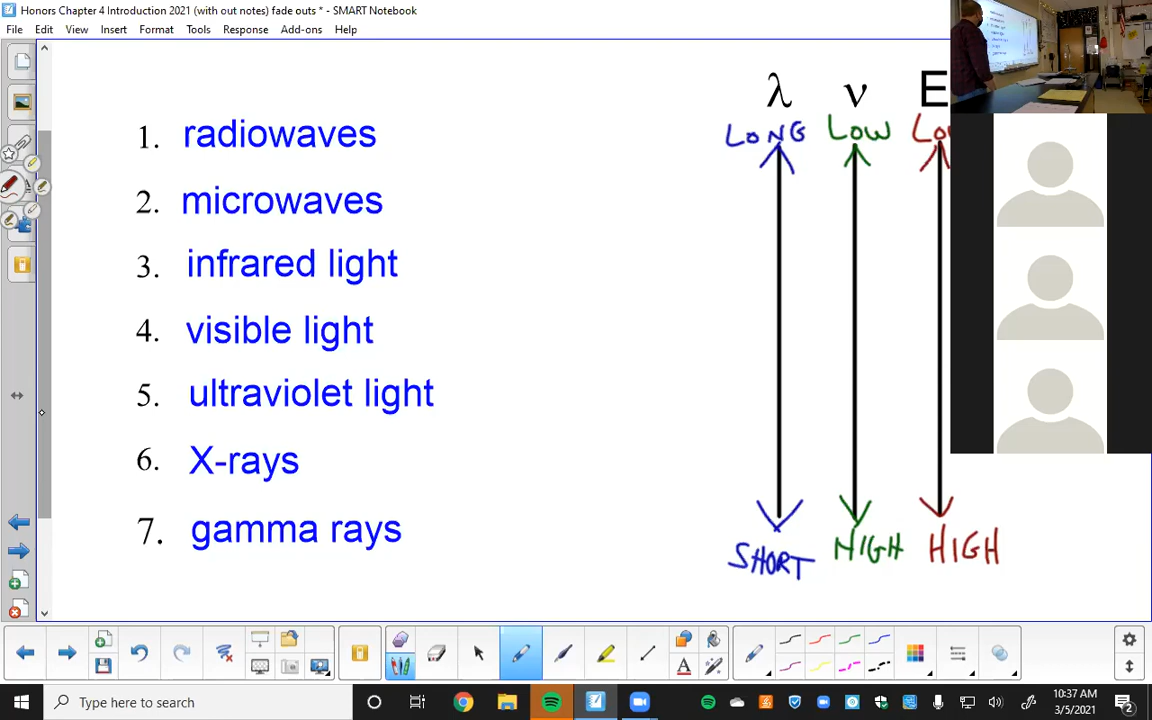 Honors Chapter 4 Introduction 2021 (with out notes) fade outs * - SMART Notebook
File Edit View Insert Format Tools Response Add-ons Help
λ ν E
LONG LOW
1. radiowaves
2. microwaves
3. infrared light
4. visible light
5. ultraviolet light
6. X-rays
7. gamma rays
SHORT HIGH HIGH
A
Type here to search
10:37 AM
3/5/2021
2